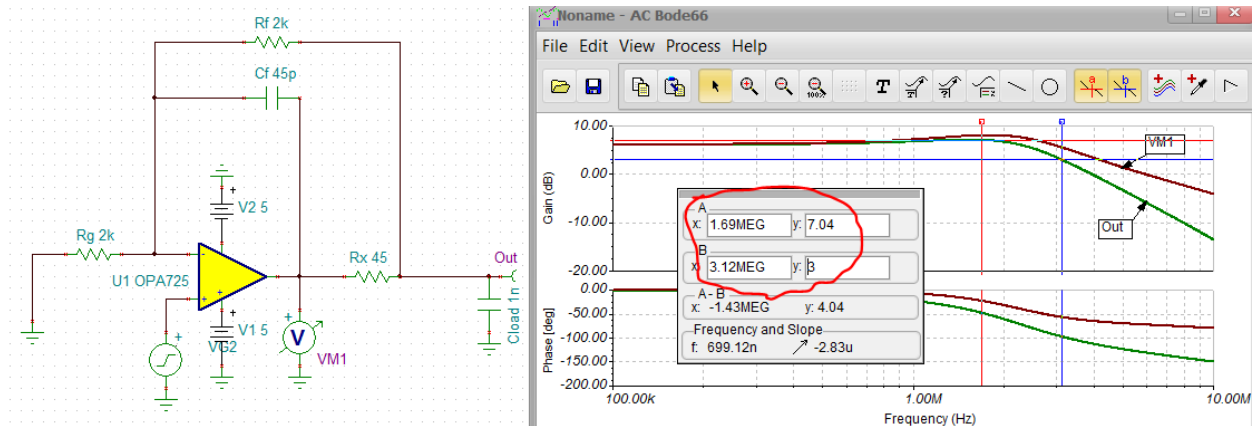 Rf 2k
Cf 45p
V2 5
Rg 2k
U1 OPA725
Rx 45
Out
Cload 1n
V1 5
VG2
V
VM1
Noname - AC Bode66
File Edit View Process Help
T
100%
a
b
10.00
0.00
-10.00
-20.00
Gain (dB)
VM1
Out
A
x: 1.69MEG y: 7.04
B
x: 3.12MEG y: 3
A - B
x: -1.43MEG y: 4.04
Frequency and Slope
f: 699.12n -2.83u
0.00
-50.00
-100.00
-150.00
-200.00
Phase [deg]
100.00k
1.00M
10.00M
Frequency (Hz)